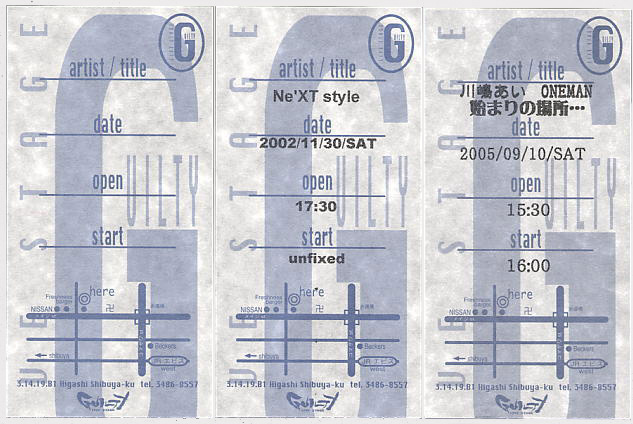 G
artist / title
date
open
start
UILTY
STAGE
here
Freshness
burger
NISSAN
shibuya
Beckers
JR エビス
west
3.14.19.B1 Higashi Shibuya-ku tel. 3486-8557
GUILTY
G
artist / title
Ne'XT style
date
2002/11/30/SAT
open
17:30
start
unfixed
UILTY
STAGE
here
Freshness
burger
NISSAN
shibuya
Beckers
JR エビス
west
3.14.19.B1 Higashi Shibuya-ku tel. 3486-8557
GUILTY
G
artist / title
川嶋あい ONEMAN
始まりの場所…
date
2005/09/10/SAT
open
15:30
start
16:00
UILTY
STAGE
here
Freshness
burger
NISSAN
shibuya
Beckers
JR エビス
west
3.14.19.B1 Higashi Shibuya-ku tel. 3486-8557
GUILTY